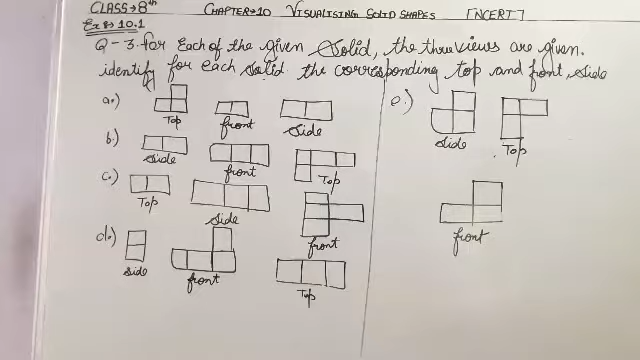 CLASS→8th CHAPTER→10 VISUALISING SOLID SHAPES [NCERT]
Ex→10.1
Q-3. for Each of the given Solid, the three views are given.
identify for each solid the corresponding top and front, side
a.) Top front Side
b.) side front Top
c.) Top side front
d.) side front Top
e.) side Top
front